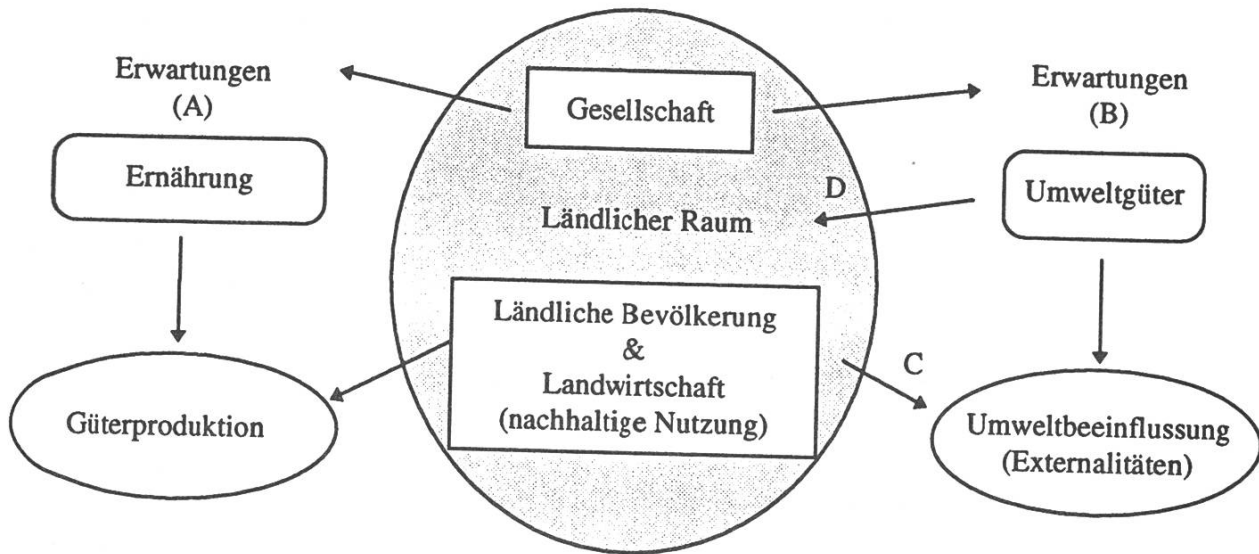 Erwartungen
(A)
Ernährung
Güterproduktion
Gesellschaft
Ländlicher Raum
Ländliche Bevölkerung
&
Landwirtschaft
(nachhaltige Nutzung)
Erwartungen
(B)
D
Umweltgüter
C
Umweltbeeinflussung
(Externalitäten)